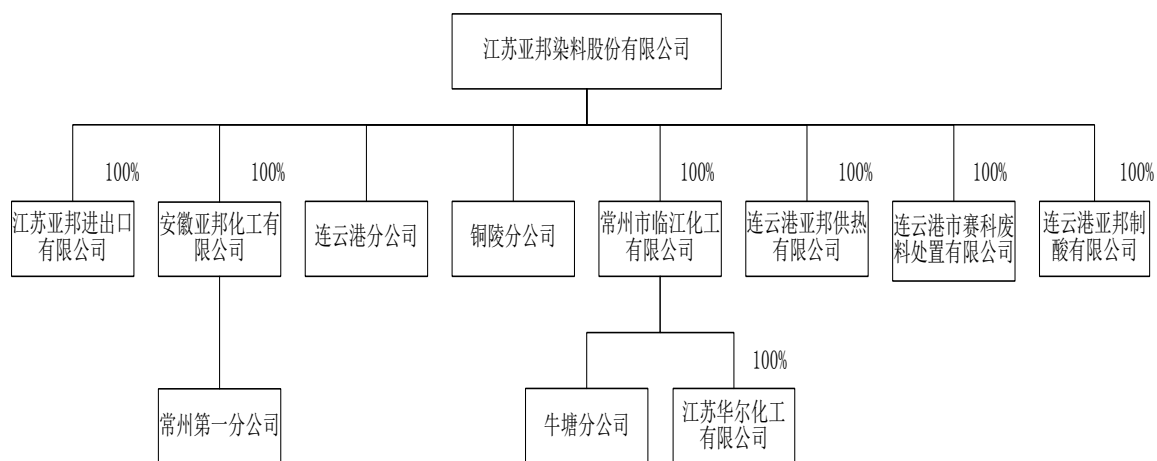 江苏亚邦染料股份有限公司
100%
100%
100%
100%
100%
100%
江苏亚邦进出口
有限公司
安徽亚邦化工有
限公司
连云港分公司
铜陵分公司
常州市临江化工
有限公司
连云港亚邦供热
有限公司
连云港市赛科废
料处置有限公司
连云港亚邦制
酸有限公司
100%
常州第一分公司
牛塘分公司
江苏华尔化工
有限公司